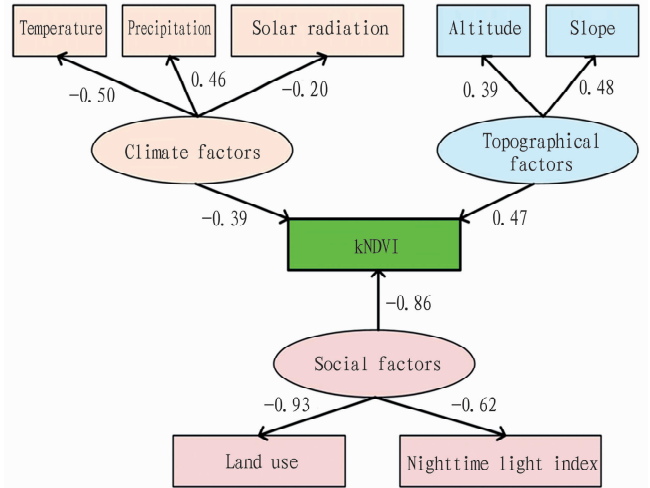 Temperature
Precipitation
Solar radiation
Altitude
Slope
-0.50
0.46
-0.20
0.39
0.48
Climate factors
Topographical
factors
-0.39
0.47
kNDVI
-0.86
Social factors
-0.93
-0.62
Land use
Nighttime light index